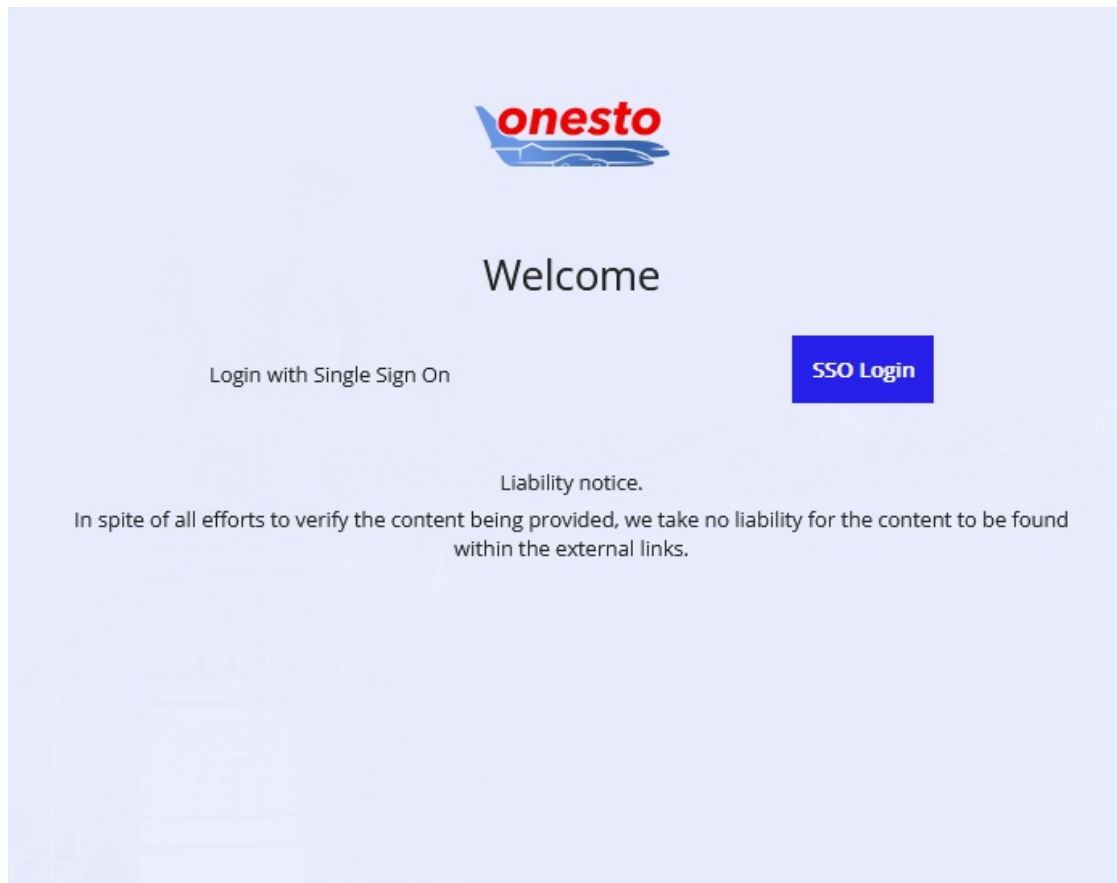 onesto
Welcome
Login with Single Sign On
SSO Login
Liability notice.
In spite of all efforts to verify the content being provided, we take no liability for the content to be found
within the external links.